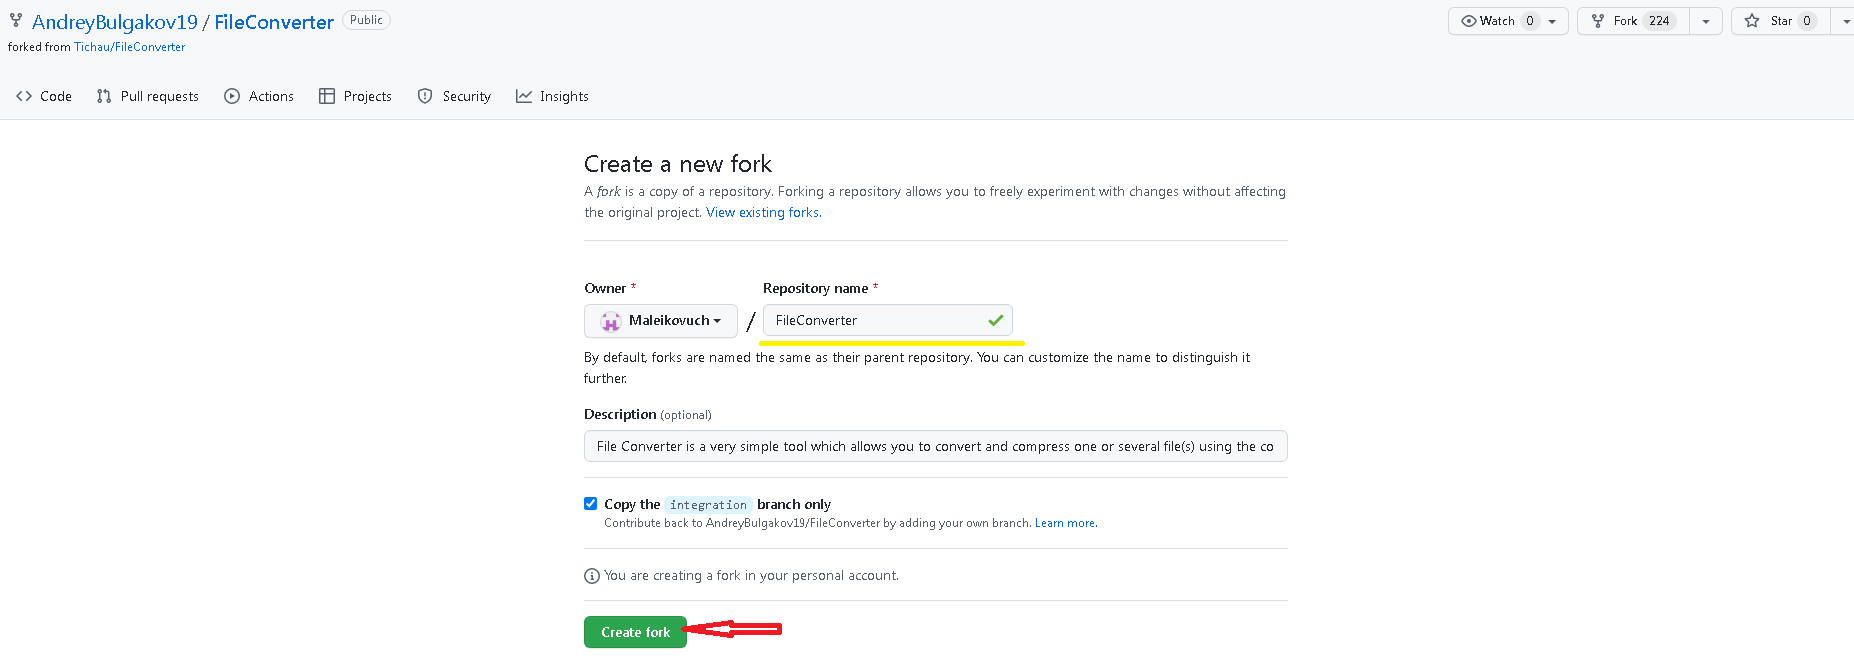 AndreyBulgakov19 / FileConverter Public
Watch 0 Fork 224 Star 0
forked from Tichau/FileConverter
Code Pull requests Actions Projects Security Insights
Create a new fork
A fork is a copy of a repository. Forking a repository allows you to freely experiment with changes without affecting
the original project. View existing forks.
Owner * Repository name *
Maleikovuch / FileConverter
By default, forks are named the same as their parent repository. You can customize the name to distinguish it
further.
Description (optional)
File Converter is a very simple tool which allows you to convert and compress one or several file(s) using the co
Copy the integration branch only
Contribute back to AndreyBulgakov19/FileConverter by adding your own branch. Learn more.
You are creating a fork in your personal account.
Create fork